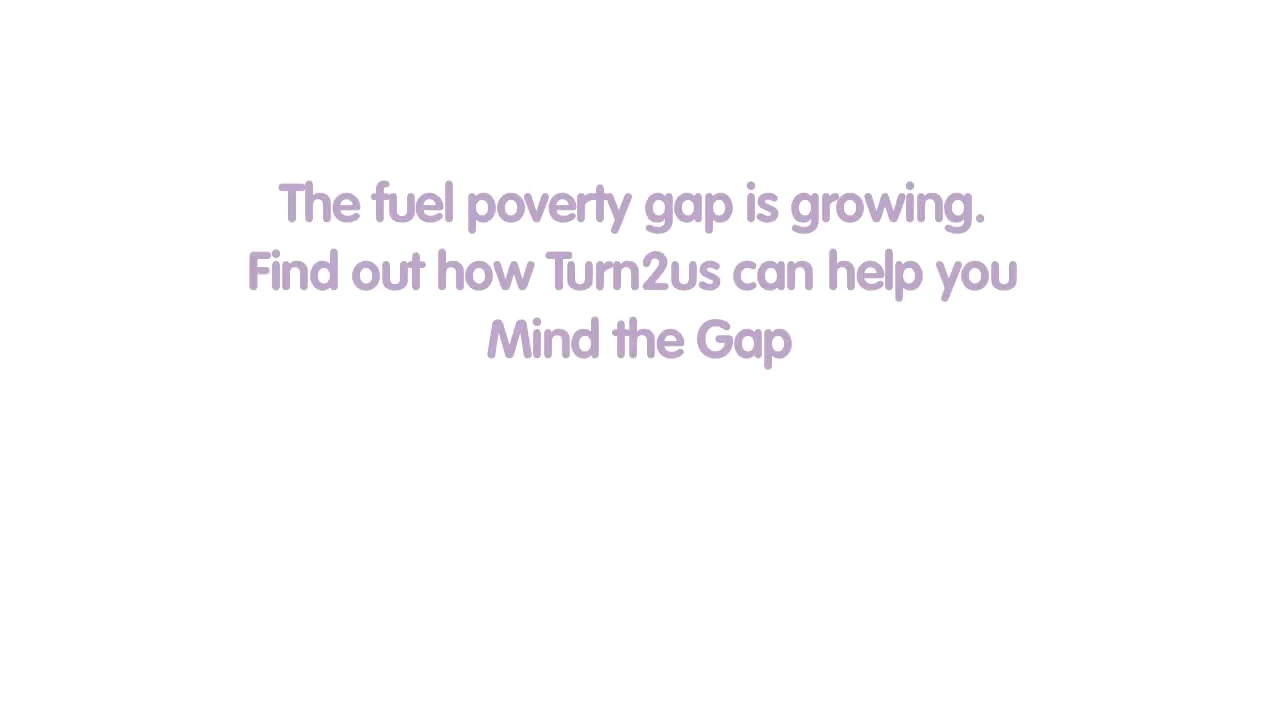 The fuel poverty gap is growing.
Find out how Turn2us can help you
Mind the Gap